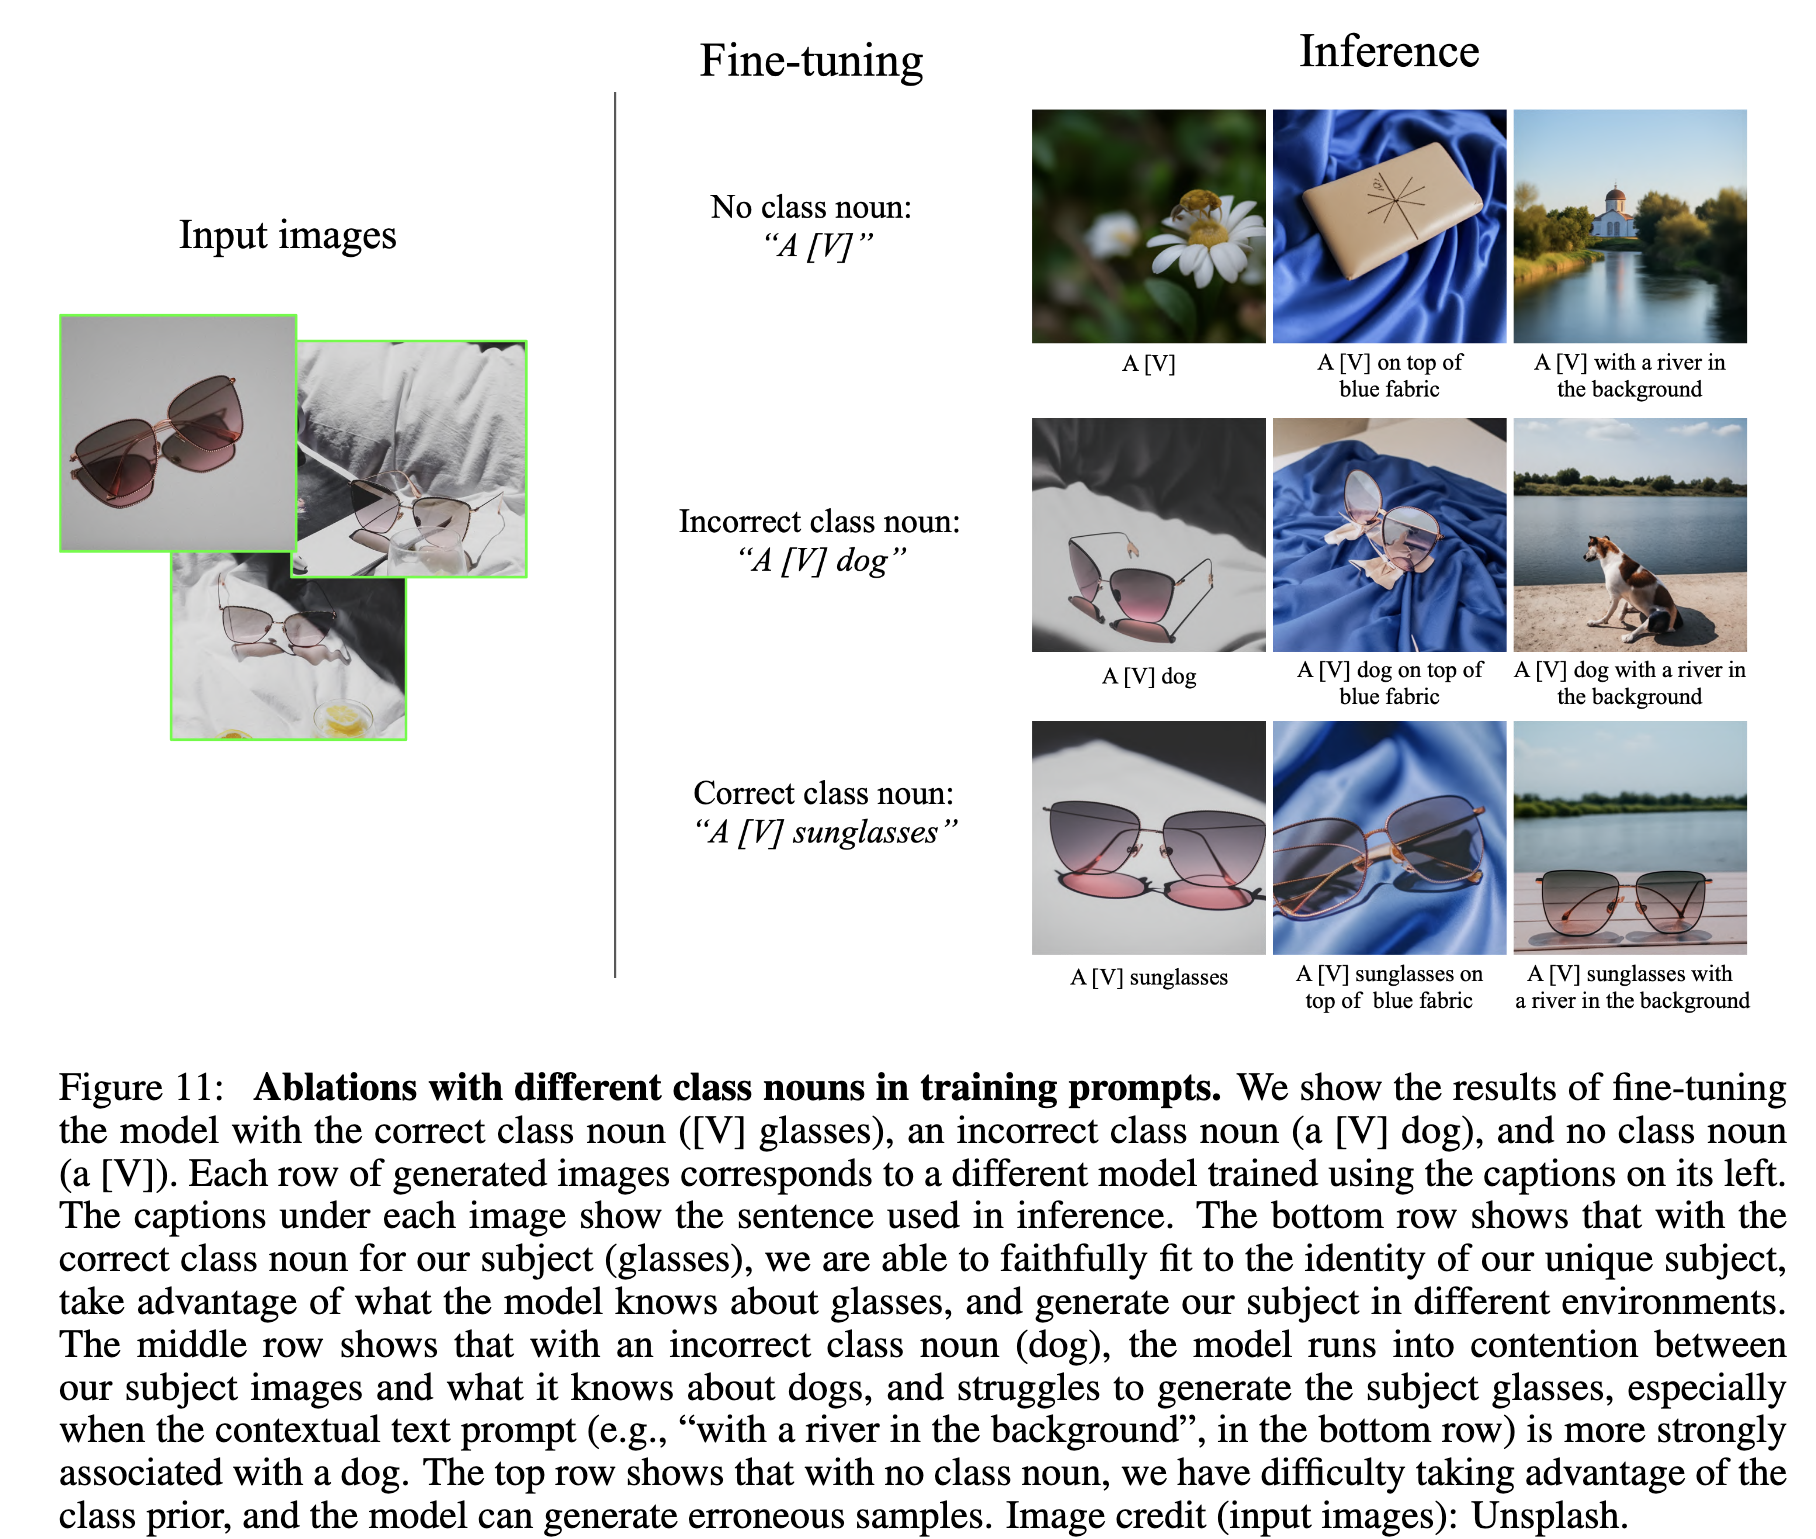 Fine-tuning
Inference
Input images
No class noun:
“A [V]”
A [V]
A [V] on top of
blue fabric
A [V] with a river in
the background
Incorrect class noun:
“A [V] dog”
A [V] dog
A [V] dog on top of
blue fabric
A [V] dog with a river in
the background
Correct class noun:
“A [V] sunglasses”
A [V] sunglasses
A [V] sunglasses on
top of  blue fabric
A [V] sunglasses with
a river in the background
Figure 11: Ablations with different class nouns in training prompts. We show the results of fine-tuning
the model with the correct class noun ([V] glasses), an incorrect class noun (a [V] dog), and no class noun
(a [V]). Each row of generated images corresponds to a different model trained using the captions on its left.
The captions under each image show the sentence used in inference. The bottom row shows that with the
correct class noun for our subject (glasses), we are able to faithfully fit to the identity of our unique subject,
take advantage of what the model knows about glasses, and generate our subject in different environments.
The middle row shows that with an incorrect class noun (dog), the model runs into contention between
our subject images and what it knows about dogs, and struggles to generate the subject glasses, especially
when the contextual text prompt (e.g., “with a river in the background”, in the bottom row) is more strongly
associated with a dog. The top row shows that with no class noun, we have difficulty taking advantage of the
class prior, and the model can generate erroneous samples. Image credit (input images): Unsplash.